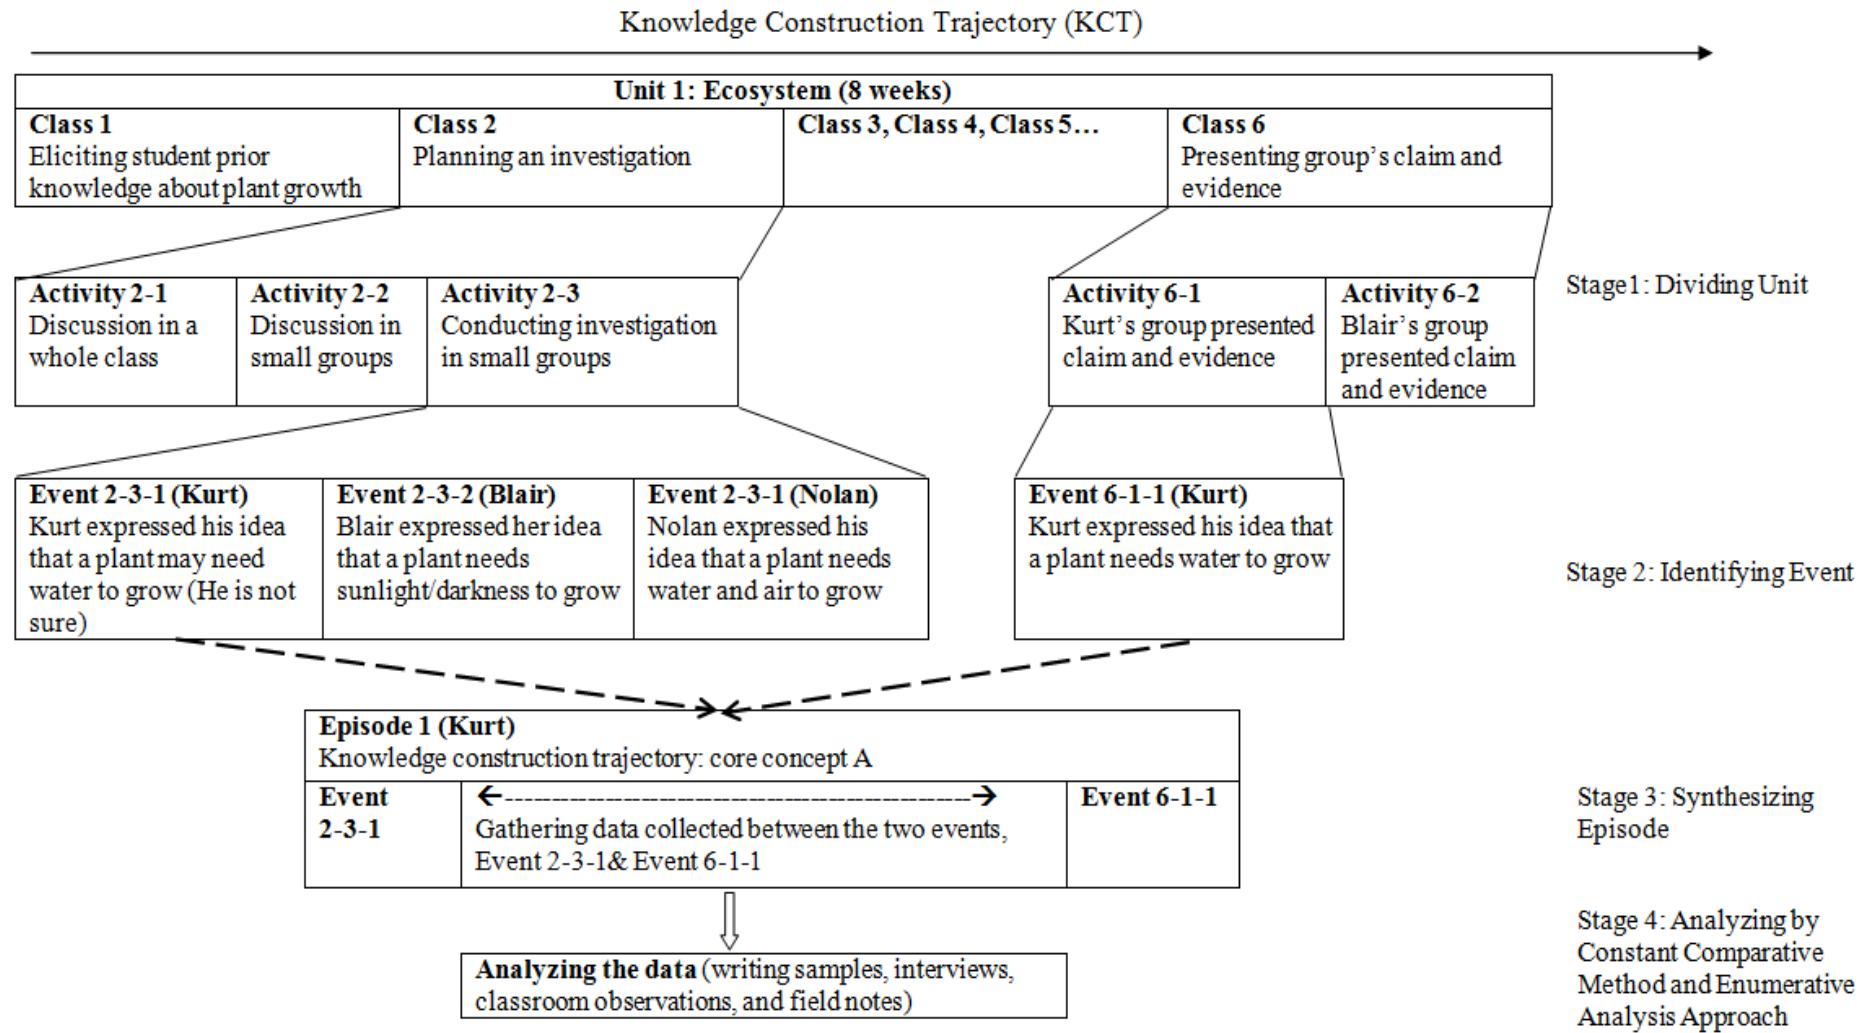 Knowledge Construction Trajectory (KCT)
Unit 1: Ecosystem (8 weeks)
Class 1
Eliciting student prior
knowledge about plant growth
Class 2
Planning an investigation
Class 3, Class 4, Class 5…
Class 6
Presenting group’s claim and
evidence
Activity 2-1
Discussion in a
whole class
Activity 2-2
Discussion in
small groups
Activity 2-3
Conducting investigation
in small groups
Activity 6-1
Kurt’s group presented
claim and evidence
Activity 6-2
Blair’s group
presented claim
and evidence
Stage1: Dividing Unit
Event 2-3-1 (Kurt)
Kurt expressed his idea
that a plant may need
water to grow (He is not
sure)
Event 2-3-2 (Blair)
Blair expressed her idea
that a plant needs
sunlight/darkness to grow
Event 2-3-1 (Nolan)
Nolan expressed his
idea that a plant needs
water and air to grow
Event 6-1-1 (Kurt)
Kurt expressed his idea that
a plant needs water to grow
Stage 2: Identifying Event
Episode 1 (Kurt)
Knowledge construction trajectory: core concept A
Event
2-3-1
Gathering data collected between the two events,
Event 2-3-1& Event 6-1-1
Event 6-1-1
Stage 3: Synthesizing
Episode
Analyzing the data (writing samples, interviews,
classroom observations, and field notes)
Stage 4: Analyzing by
Constant Comparative
Method and Enumerative
Analysis Approach